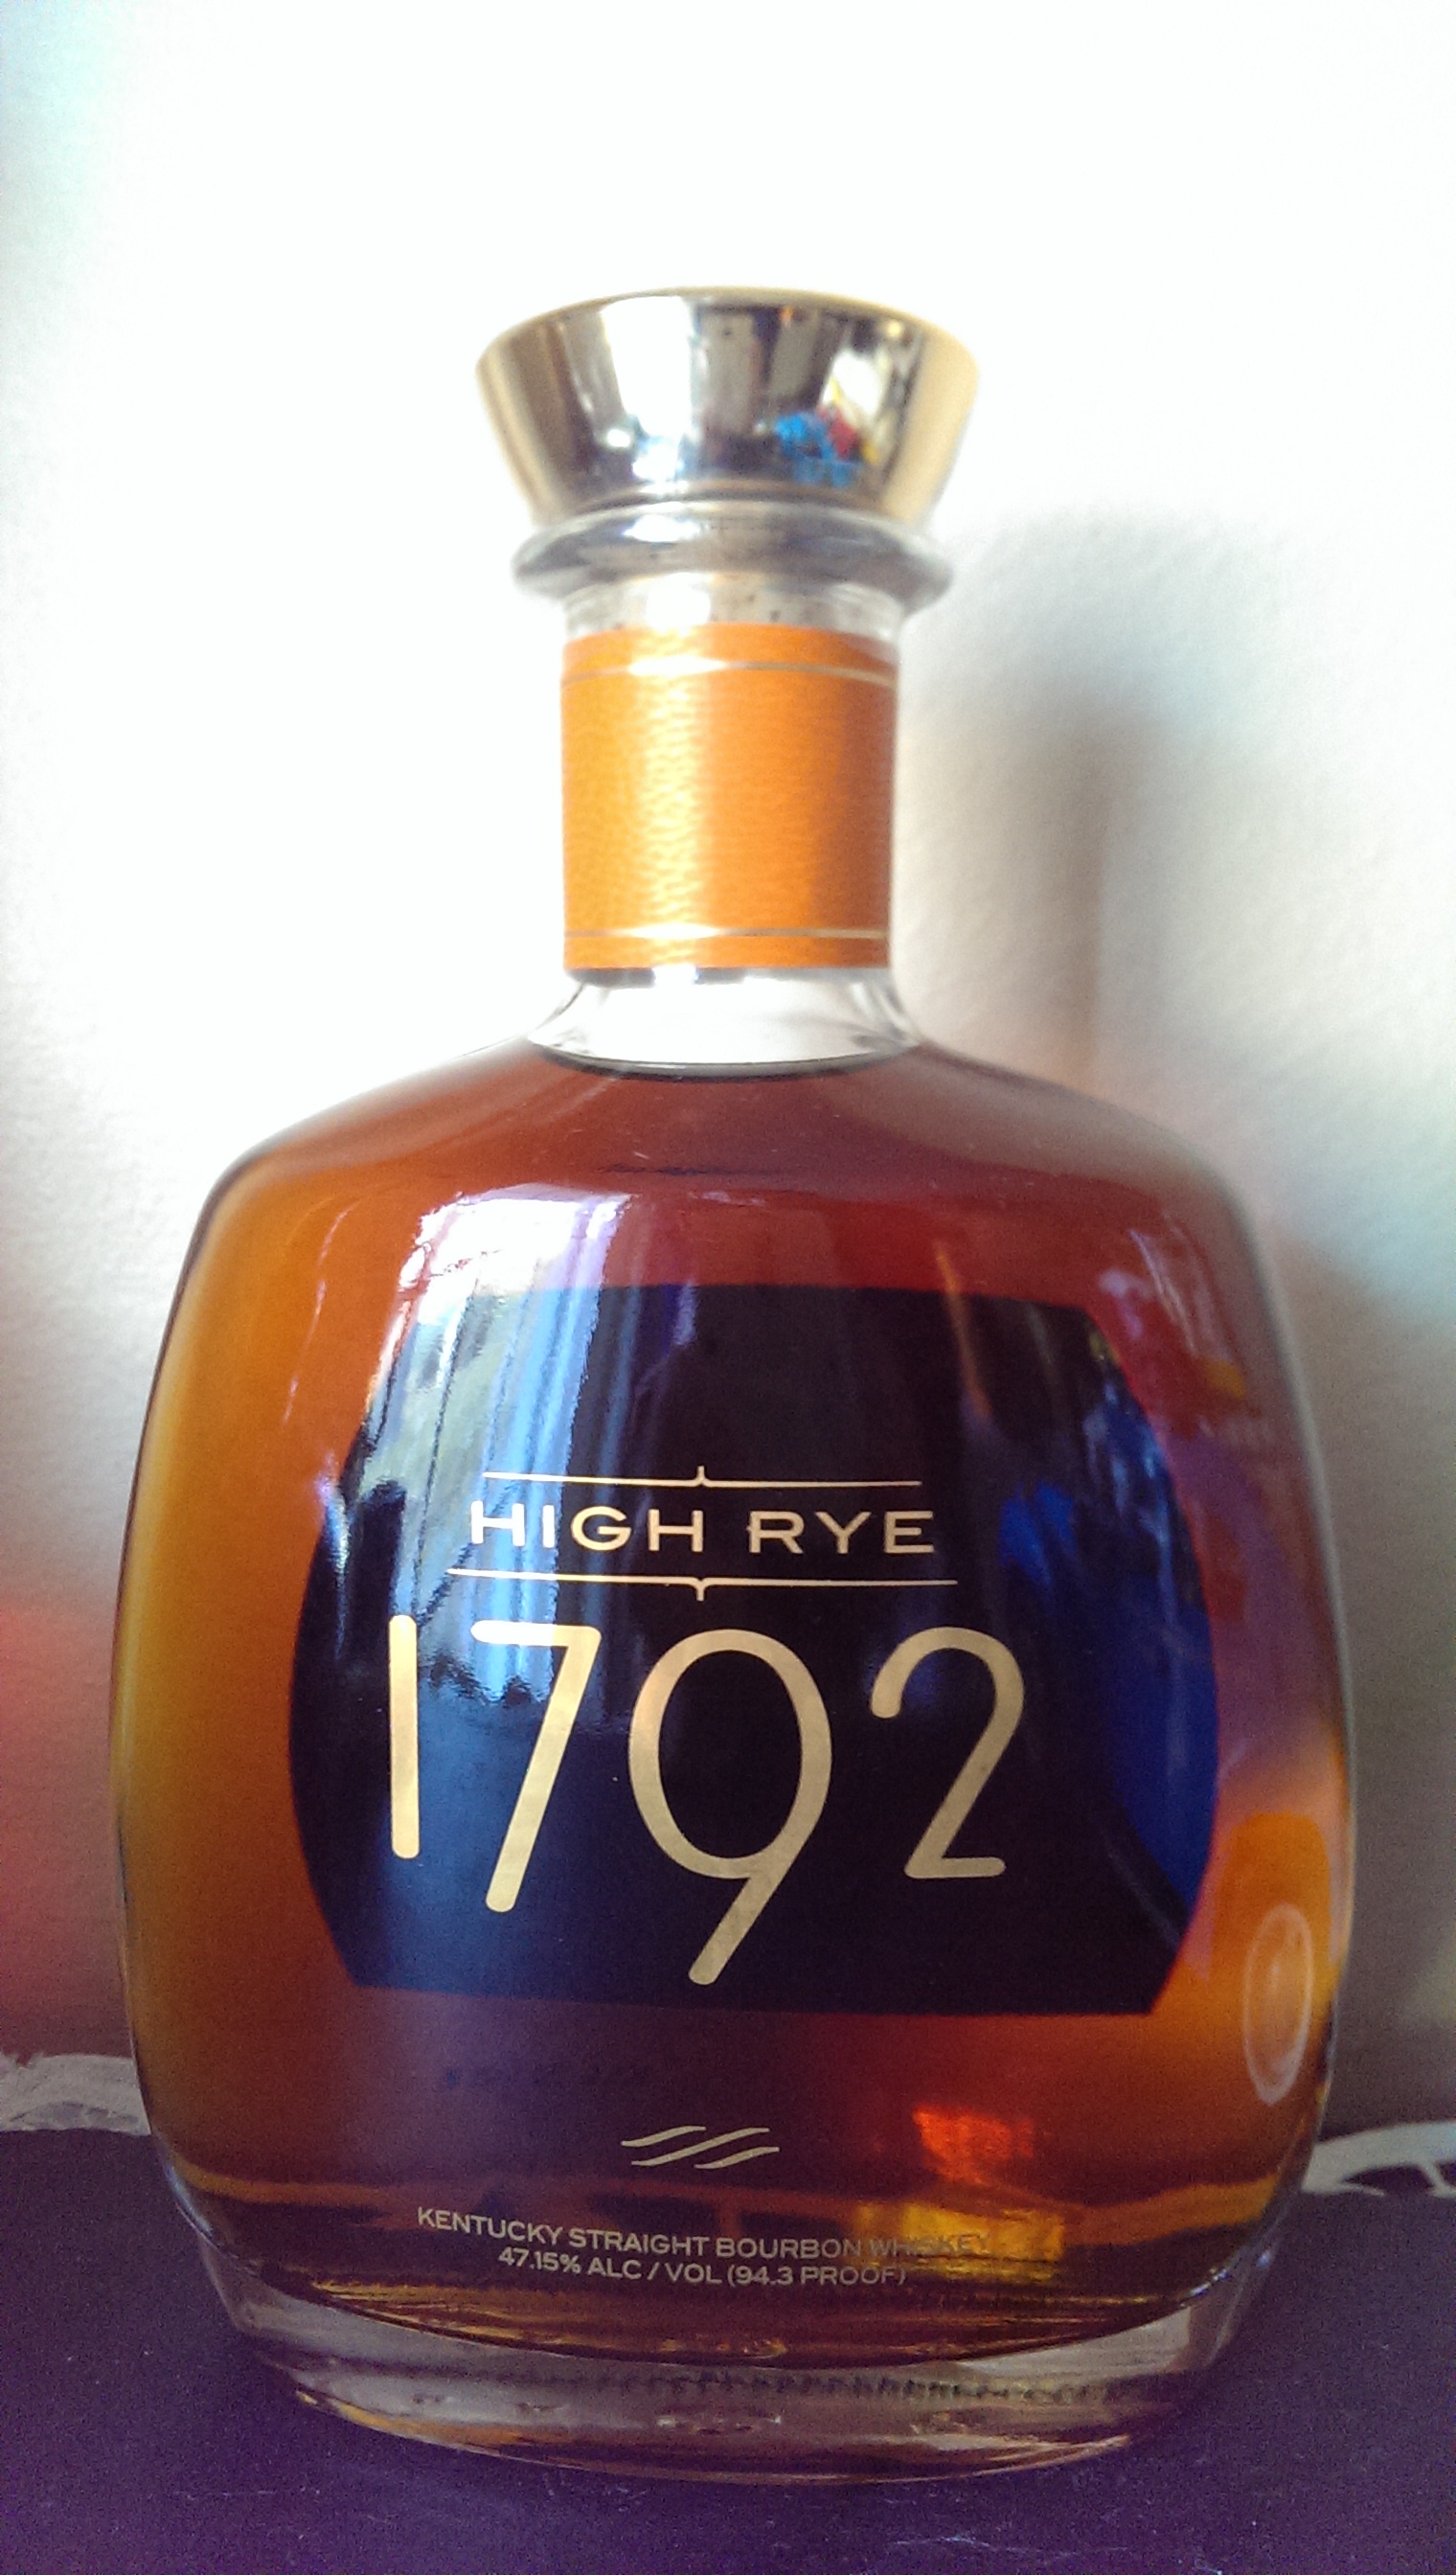 HIGH RYE
1792
KENTUCKY STRAIGHT BOURBON WHISKEY
47.15% ALC / VOL (94.3 PROOF)